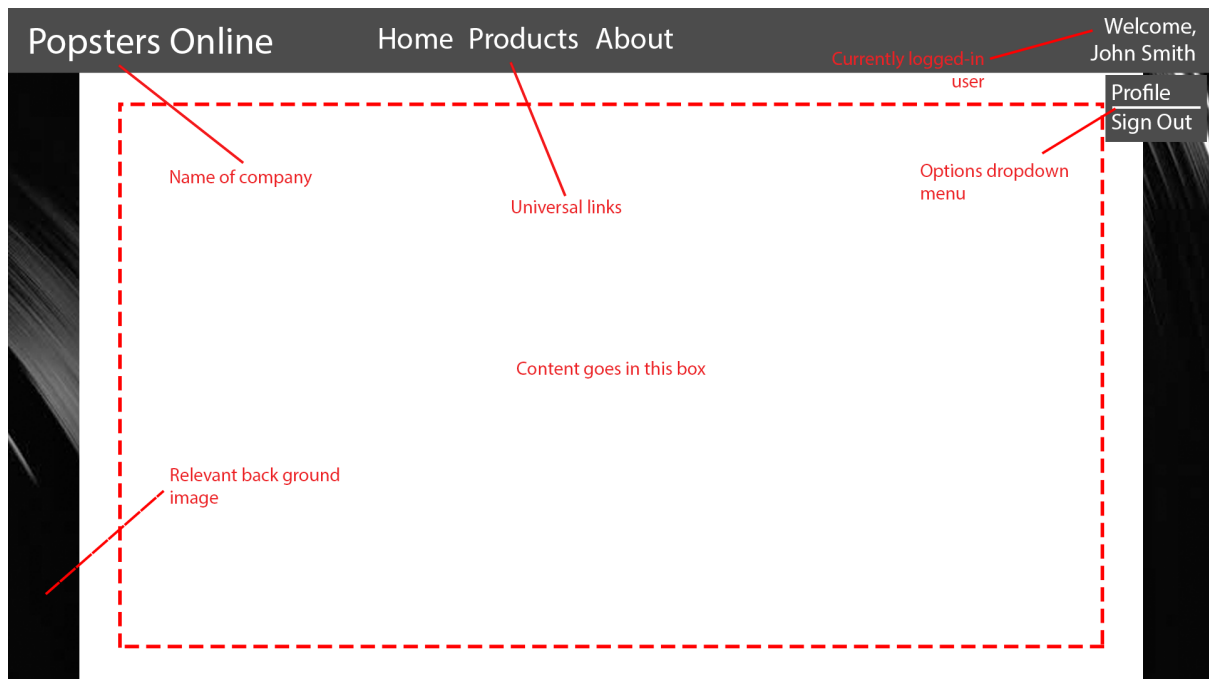 Popsters Online
Home Products About
Welcome,
John Smith
Currently logged-in
user
Profile
Sign Out
Name of company
Universal links
Options dropdown
menu
Content goes in this box
Relevant back ground
image